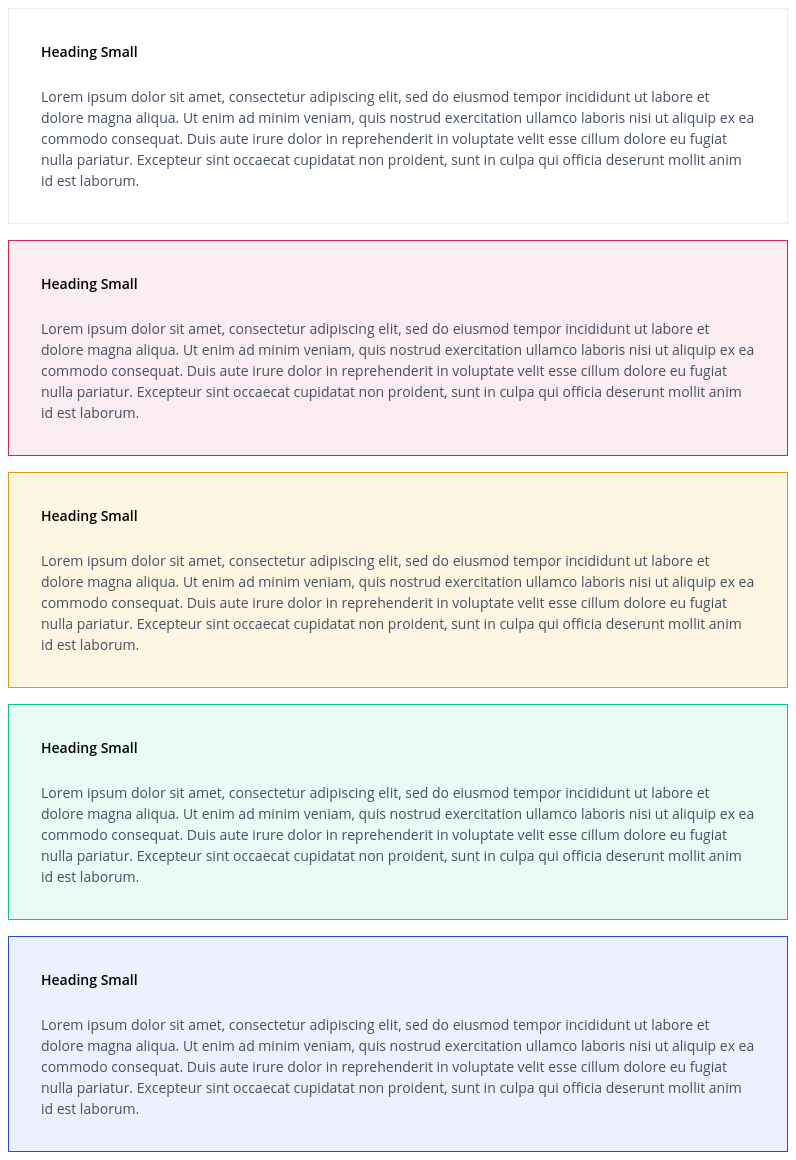 Heading Small
Lorem ipsum dolor sit amet, consectetur adipiscing elit, sed do eiusmod tempor incididunt ut labore et
dolore magna aliqua. Ut enim ad minim veniam, quis nostrud exercitation ullamco laboris nisi ut aliquip ex ea
commodo consequat. Duis aute irure dolor in reprehenderit in voluptate velit esse cillum dolore eu fugiat
nulla pariatur. Excepteur sint occaecat cupidatat non proident, sunt in culpa qui officia deserunt mollit anim
id est laborum.
Heading Small
Lorem ipsum dolor sit amet, consectetur adipiscing elit, sed do eiusmod tempor incididunt ut labore et
dolore magna aliqua. Ut enim ad minim veniam, quis nostrud exercitation ullamco laboris nisi ut aliquip ex ea
commodo consequat. Duis aute irure dolor in reprehenderit in voluptate velit esse cillum dolore eu fugiat
nulla pariatur. Excepteur sint occaecat cupidatat non proident, sunt in culpa qui officia deserunt mollit anim
id est laborum.
Heading Small
Lorem ipsum dolor sit amet, consectetur adipiscing elit, sed do eiusmod tempor incididunt ut labore et
dolore magna aliqua. Ut enim ad minim veniam, quis nostrud exercitation ullamco laboris nisi ut aliquip ex ea
commodo consequat. Duis aute irure dolor in reprehenderit in voluptate velit esse cillum dolore eu fugiat
nulla pariatur. Excepteur sint occaecat cupidatat non proident, sunt in culpa qui officia deserunt mollit anim
id est laborum.
Heading Small
Lorem ipsum dolor sit amet, consectetur adipiscing elit, sed do eiusmod tempor incididunt ut labore et
dolore magna aliqua. Ut enim ad minim veniam, quis nostrud exercitation ullamco laboris nisi ut aliquip ex ea
commodo consequat. Duis aute irure dolor in reprehenderit in voluptate velit esse cillum dolore eu fugiat
nulla pariatur. Excepteur sint occaecat cupidatat non proident, sunt in culpa qui officia deserunt mollit anim
id est laborum.
Heading Small
Lorem ipsum dolor sit amet, consectetur adipiscing elit, sed do eiusmod tempor incididunt ut labore et
dolore magna aliqua. Ut enim ad minim veniam, quis nostrud exercitation ullamco laboris nisi ut aliquip ex ea
commodo consequat. Duis aute irure dolor in reprehenderit in voluptate velit esse cillum dolore eu fugiat
nulla pariatur. Excepteur sint occaecat cupidatat non proident, sunt in culpa qui officia deserunt mollit anim
id est laborum.